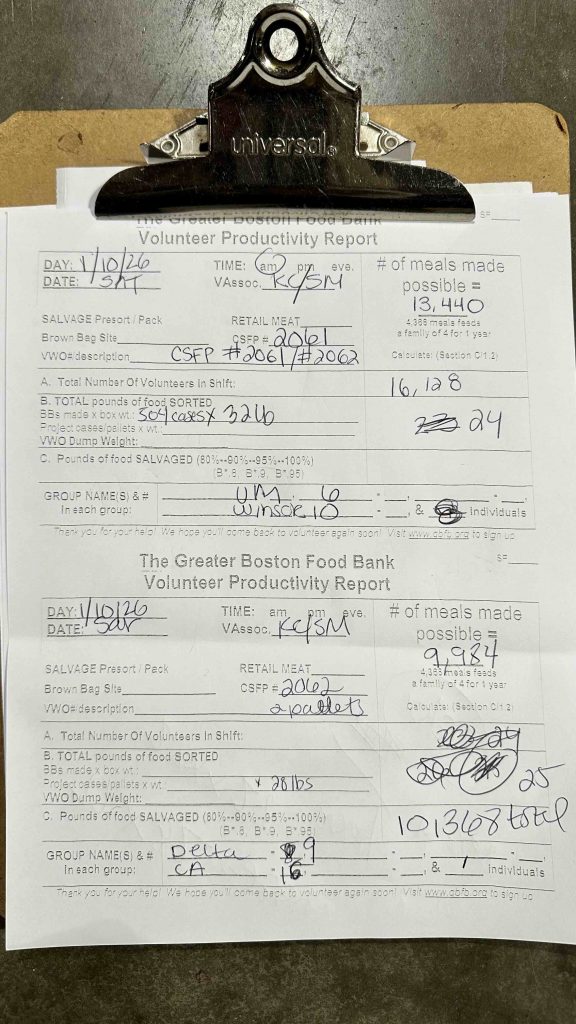 universal
The Greater Boston Food Bank
S#
Volunteer Productivity Report
DAY: 1/10/26 TIME: am pm eve. # of meals made
DATE: SAT VAssoc. KC/SM possible =
13,440
SALVAGE Presort / Pack RETAIL MEAT 4,365 meals feeds
Brown Bag Site CSFP # 2061 a family of 4 for 1 year
VWO#/description CSFP #2061/#2062 Calculate: (Section C/1.2)
A. Total Number Of Volunteers In Shift: 16,128
B. TOTAL pounds of food SORTED
BBs made x box wt.: 504 cases x 32lb 24
Project cases/pallets x wt.:
VWO Dump Weight:
C. Pounds of food SALVAGED (80%--90%--95%--100%)
(B*.8, B*.9, B*.95)
GROUP NAME(S) & # UM 6 - -
In each group: Winsor 10 - , & Individuals
Thank you for your help! We hope you'll come back to volunteer again soon! Visit www.gbfb.org to sign up
The Greater Boston Food Bank S#
Volunteer Productivity Report
DAY: 1/10/26 TIME: am pm eve. # of meals made
DATE: Sat VAssoc. KC/SM possible =
9,984
SALVAGE Presort / Pack RETAIL MEAT 4,365 meals feeds
Brown Bag Site CSFP # 2062 a family of 4 for 1 year
VWO# description 2 pallets Calculate: (Section C/1.2)
A. Total Number Of Volunteers In Shift:
B. TOTAL pounds of food SORTED
BBs made x box wt.: 25
Project cases/pallets x wt.: x 28lbs
VWO Dump Weight:
C. Pounds of food SALVAGED (80%--90%--95%--100%) 101368 total
(B*.8, B*.9, B*.95)
GROUP NAME(S) & # Delta - 9 - -
In each group: CA - 16 - , & 1 Individuals
Thank you for your help! We hope you'll come back to volunteer again soon! Visit www.gbfb.org to sign up